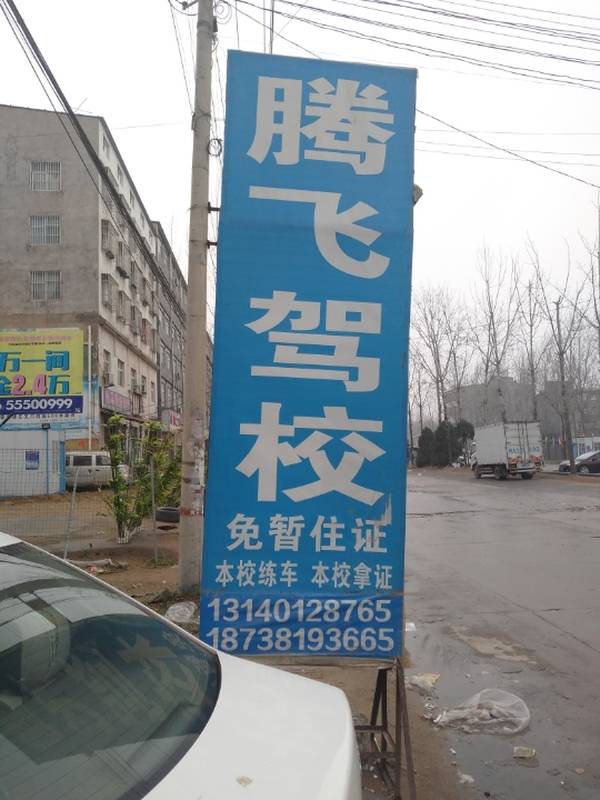 腾飞驾校
免暂住证
本校练车 本校拿证
13140128765
18738193665
万一间
2.4万
55500999